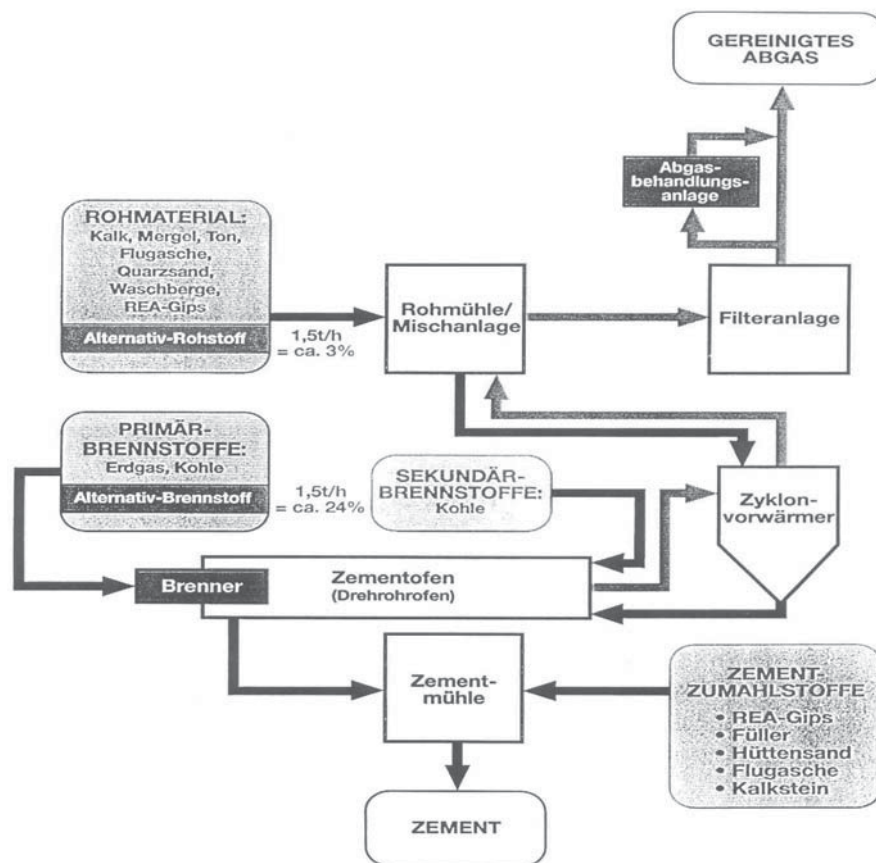 GEREINIGTES
ABGAS
Abgas-
behandlungs-
anlage
ROHMATERIAL:
Kalk, Mergel, Ton,
Flugasche,
Quarzsand,
Waschberge,
REA-Gips
Alternativ-Rohstoff
1,5t/h
= ca. 3%
Rohmühle/
Mischanlage
Filteranlage
PRIMÄR-
BRENNSTOFFE:
Erdgas, Kohle
Alternativ-Brennstoff
1,5t/h
= ca. 24%
SEKUNDÄR-
BRENNSTOFFE:
Kohle
Zyklon-
vorwärmer
Brenner
Zementofen
(Drehrohrofen)
Zement-
mühle
ZEMENT-
ZUMAHLSTOFFE
• REA-Gips
• Füller
• Hüttensand
• Flugasche
• Kalkstein
ZEMENT